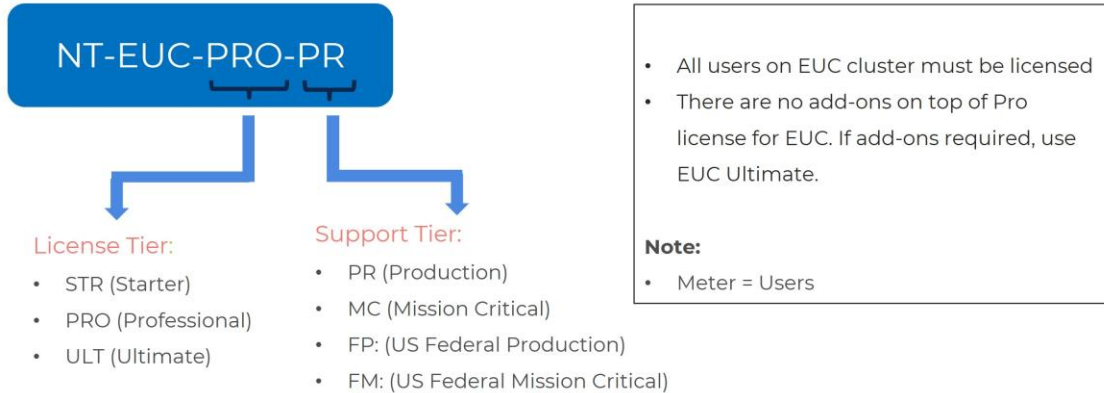 NT-EUC-PRO-PR
License Tier:
• STR (Starter)
• PRO (Professional)
• ULT (Ultimate)
Support Tier:
• PR (Production)
• MC (Mission Critical)
• FP: (US Federal Production)
• FM: (US Federal Mission Critical)
• All users on EUC cluster must be licensed
• There are no add-ons on top of Pro
license for EUC. If add-ons required, use
EUC Ultimate.
Note:
• Meter = Users